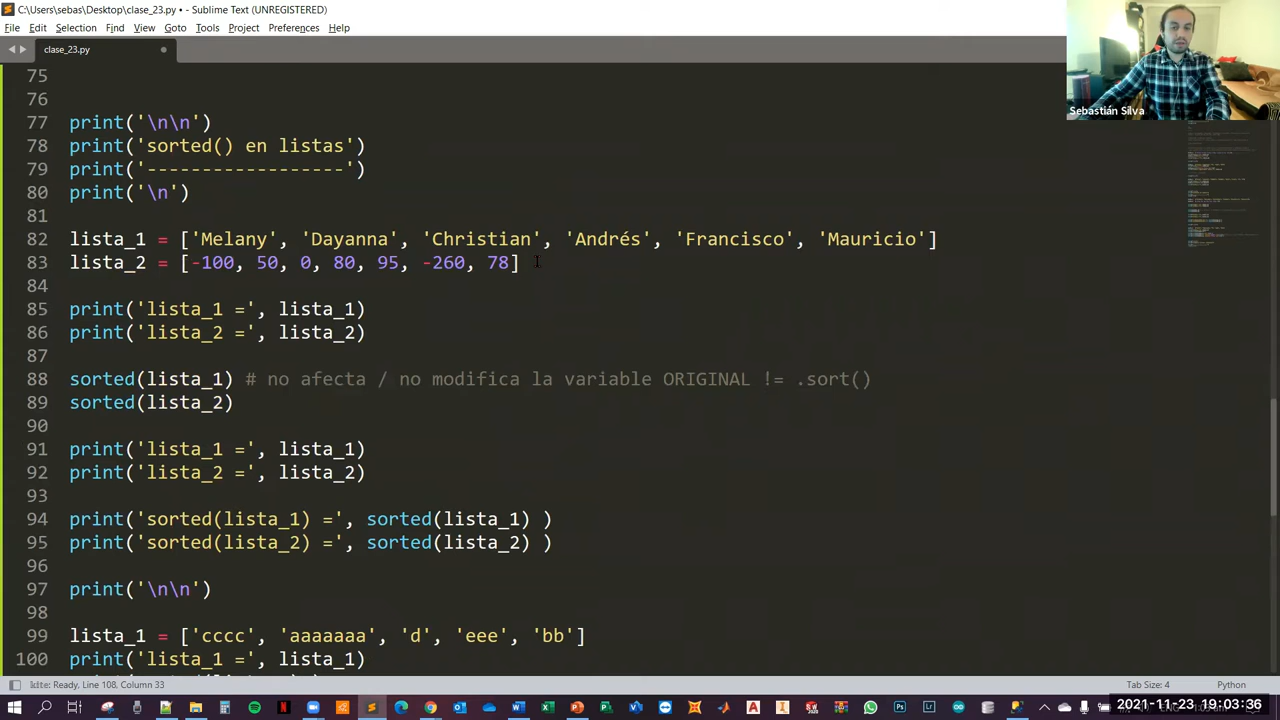 C:\Users\sebas\Desktop\clase_23.py • - Sublime Text (UNREGISTERED)
File Edit Selection Find View Goto Tools Project Preferences Help
clase_23.py
Sebastián Silva
75
76
77 print('\n\n')
78 print('sorted() en listas')
79 print('------------------')
80 print('\n')
81
82 lista_1 = ['Melany', 'Dayanna', 'Christian', 'Andrés', 'Francisco', 'Mauricio']
83 lista_2 = [-100, 50, 0, 80, 95, -260, 78]
84
85 print('lista_1 =', lista_1)
86 print('lista_2 =', lista_2)
87
88 sorted(lista_1) # no afecta / no modifica la variable ORIGINAL != .sort()
89 sorted(lista_2)
90
91 print('lista_1 =', lista_1)
92 print('lista_2 =', lista_2)
93
94 print('sorted(lista_1) =', sorted(lista_1) )
95 print('sorted(lista_2) =', sorted(lista_2) )
96
97 print('\n\n')
98
99 lista_1 = ['cccc', 'aaaaaaa', 'd', 'eee', 'bb']
100 print('lista_1 =', lista_1)
Ready, Line 108, Column 33 Tab Size: 4 Python
2021-11-23 19:03:36